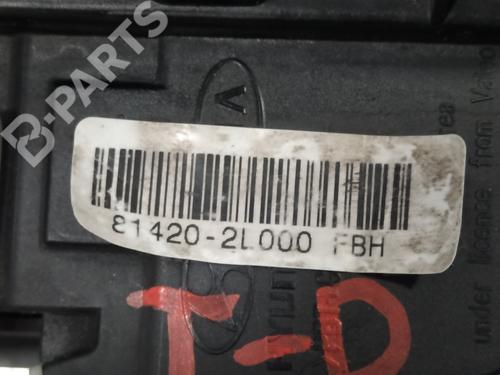 B-PARTS
81420-2L000 FBH
T-D
under licence from Valeo